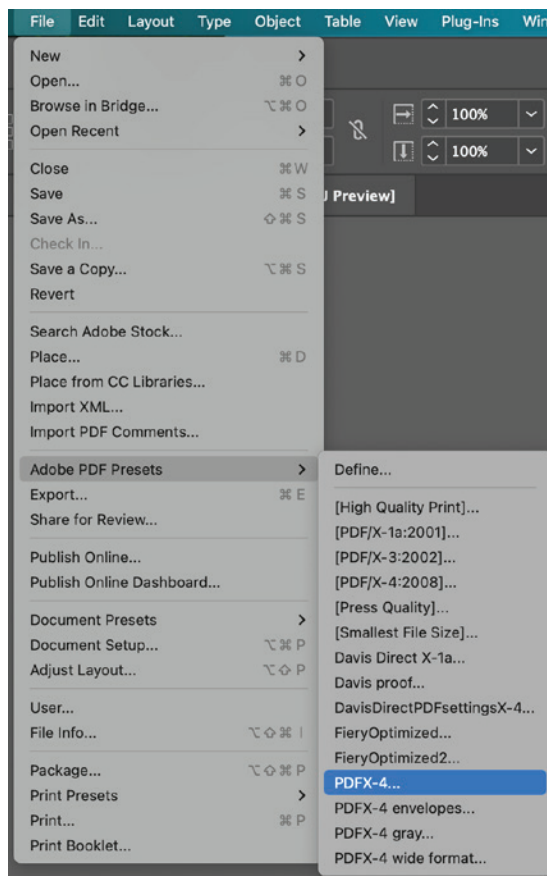 File Edit Layout Type Object Table View Plug-Ins Win
New >
Open... ⌘ O
Browse in Bridge... ⌥ ⌘ O
Open Recent >
100%
100%
Close ⌘ W
Save ⌘ S
Preview]
Save As... ⇧ ⌘ S
Check In...
Save a Copy... ⌥ ⌘ S
Revert
Search Adobe Stock...
Place... ⌘ D
Place from CC Libraries...
Import XML...
Import PDF Comments...
Adobe PDF Presets >
Export... ⌘ E
Share for Review...
Publish Online...
Publish Online Dashboard...
Document Presets >
Document Setup... ⌥ ⌘ P
Adjust Layout... ⌥ ⇧ P
User...
File Info... ⌥ ⇧ ⌘ I
Package... ⌥ ⇧ ⌘ P
Print Presets >
Print... ⌘ P
Print Booklet...
Define...
[High Quality Print]...
[PDF/X-1a:2001]...
[PDF/X-3:2002]...
[PDF/X-4:2008]...
[Press Quality]...
[Smallest File Size]...
Davis Direct X-1a...
Davis proof...
DavisDirectPDFsettingsX-4...
FieryOptimized...
FieryOptimized2...
PDFX-4...
PDFX-4 envelopes...
PDFX-4 gray...
PDFX-4 wide format...